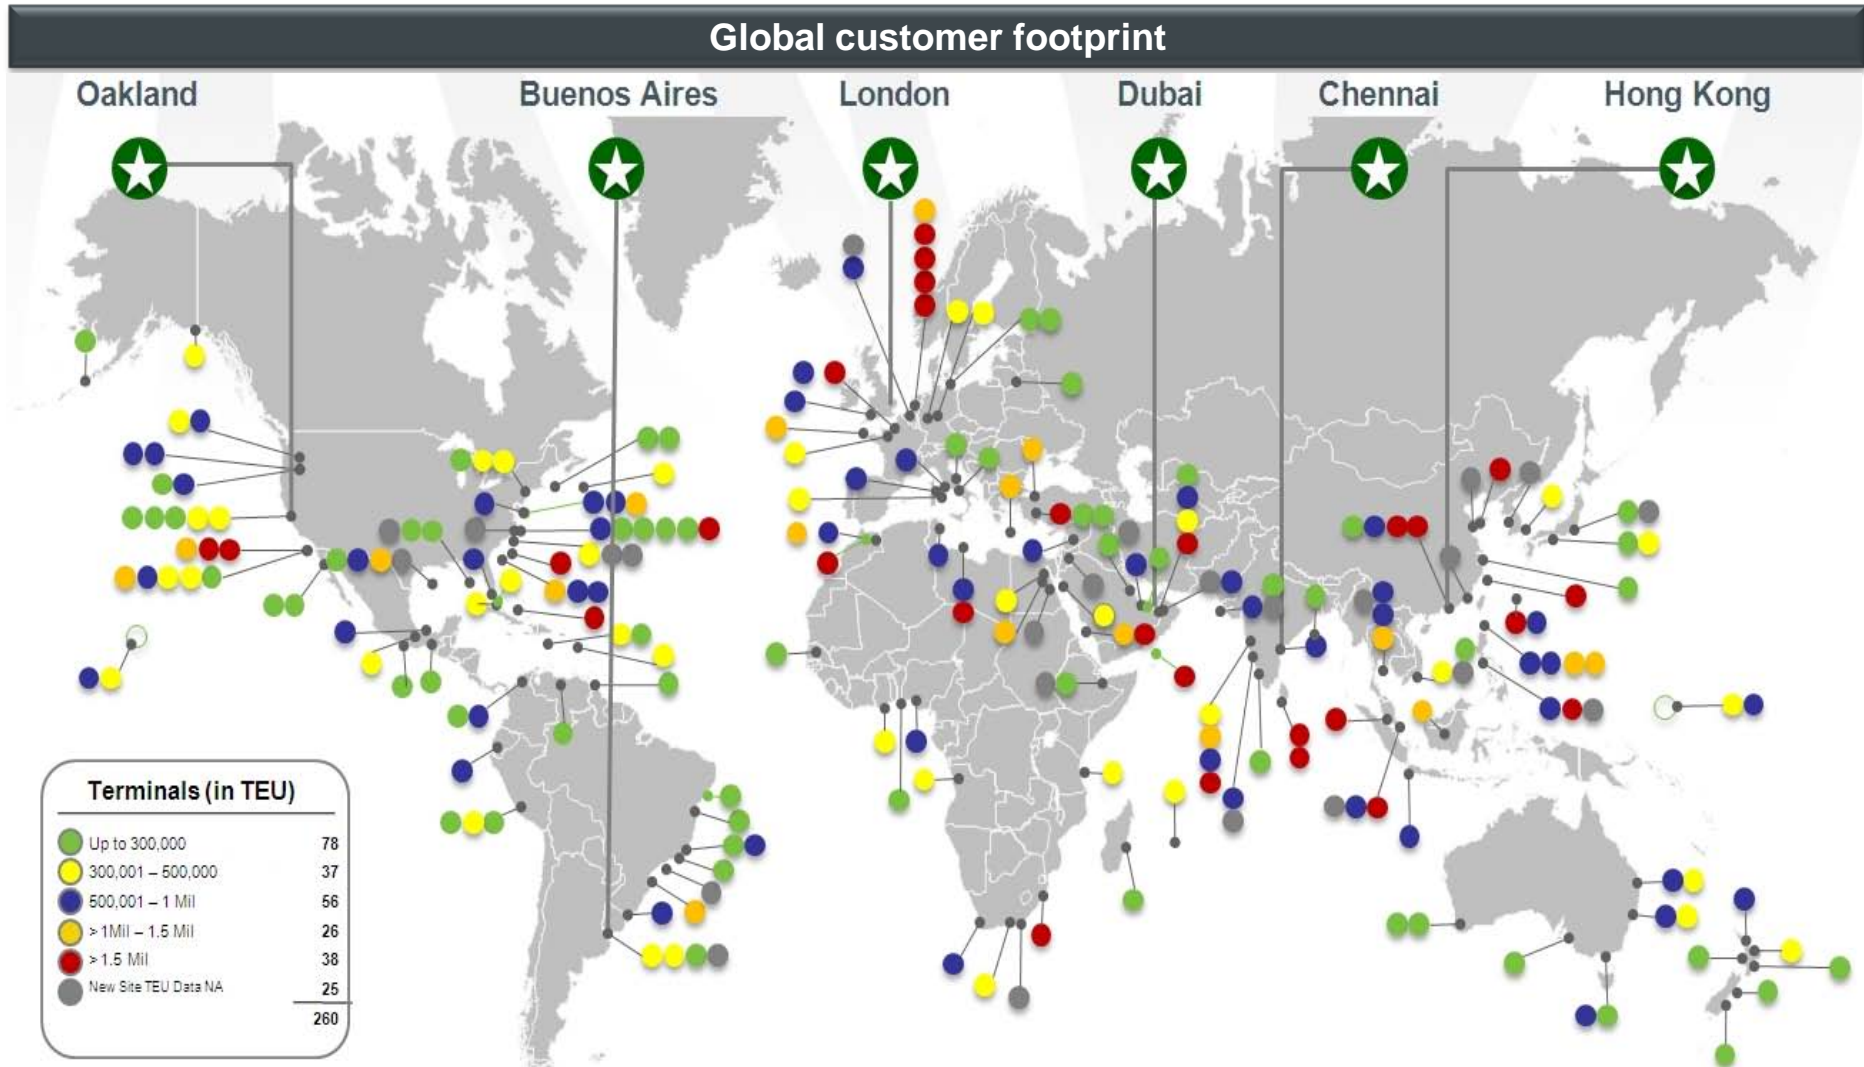 Global customer footprint
Oakland
Buenos Aires
London
Dubai
Chennai
Hong Kong
Terminals (in TEU)
Up to 300,000 78
300,001 – 500,000 37
500,001 – 1 Mil 56
>1Mil – 1.5 Mil 26
>1.5 Mil 38
New Site TEU Data NA 25
260